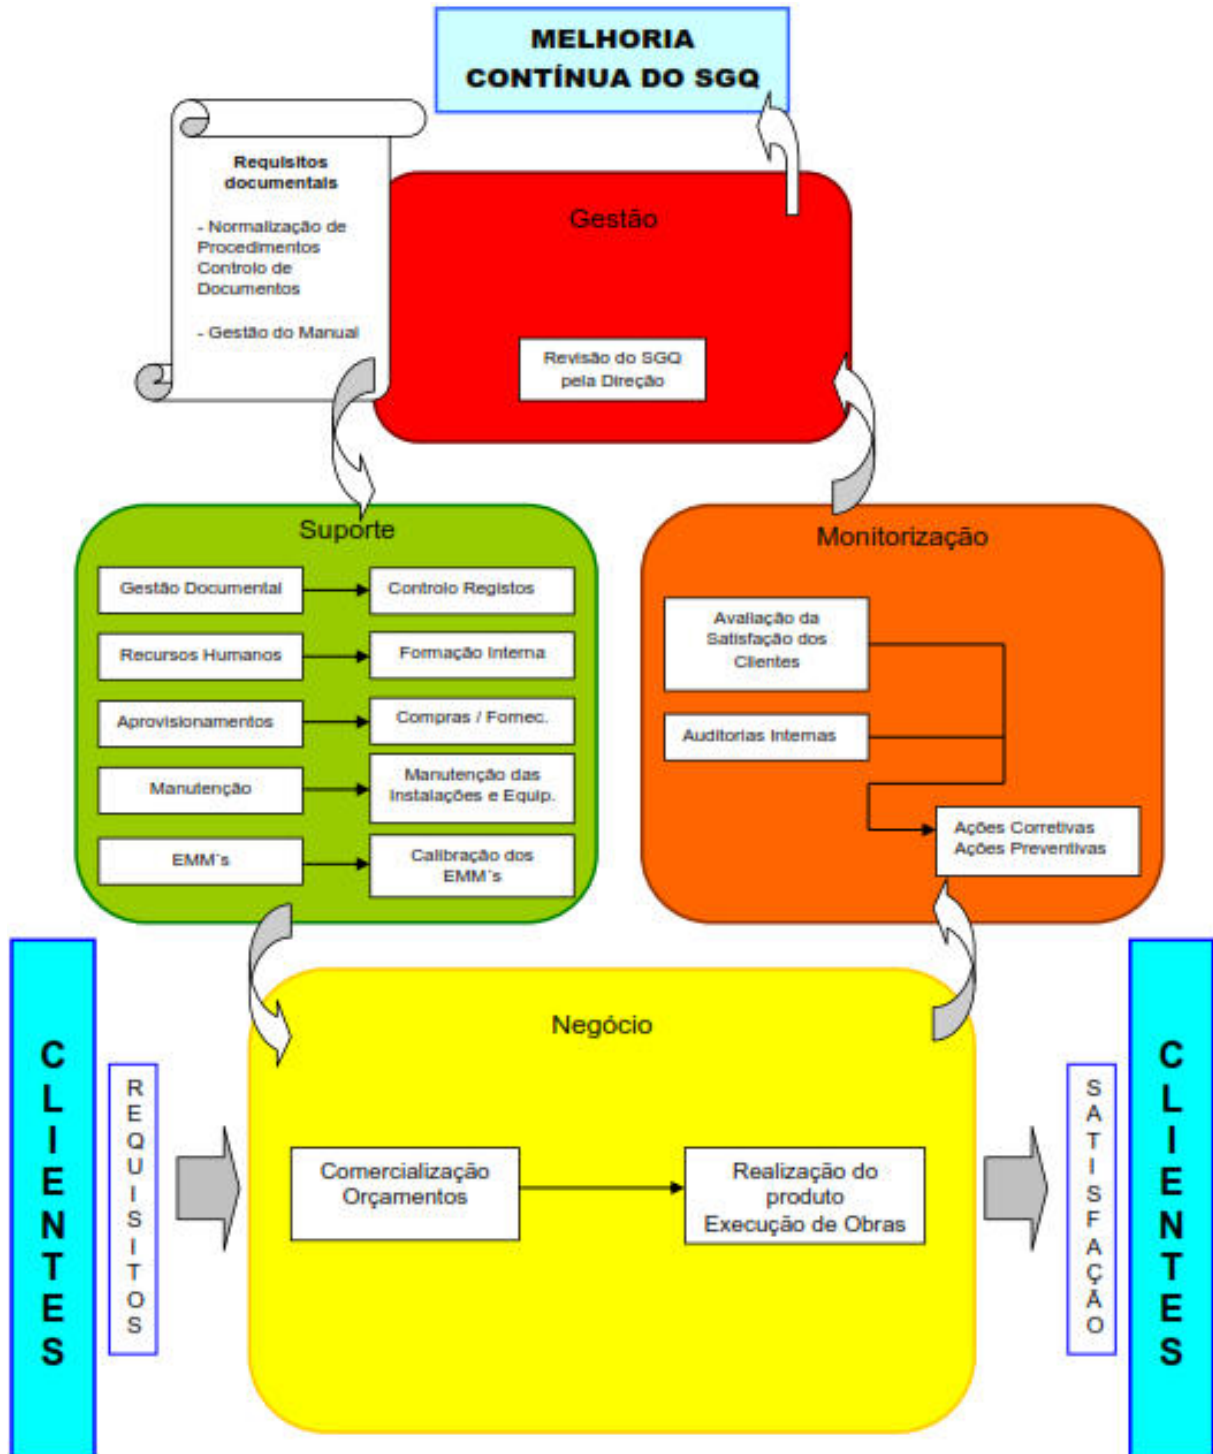 MELHORIA
CONTÍNUA DO SGQ
Requisitos
documentais
- Normalização de
Procedimentos
Controlo de
Documentos
- Gestão do Manual
Gestão
Revisão do SGQ
pela Direção
Suporte
Gestão Documental
Controlo Registos
Recursos Humanos
Formação Interna
Aprovisionamentos
Compras / Fornec.
Manutenção
Manutenção das
Instalações e Equip.
EMM´s
Calibração dos
EMM´s
Monitorização
Avaliação da
Satisfação dos
Clientes
Auditorias Internas
Ações Corretivas
Ações Preventivas
CLIENTES
REQUISITOS
Negócio
Comercialização
Orçamentos
Realização do
produto
Execução de Obras
SATISFAÇÃO
CLIENTES